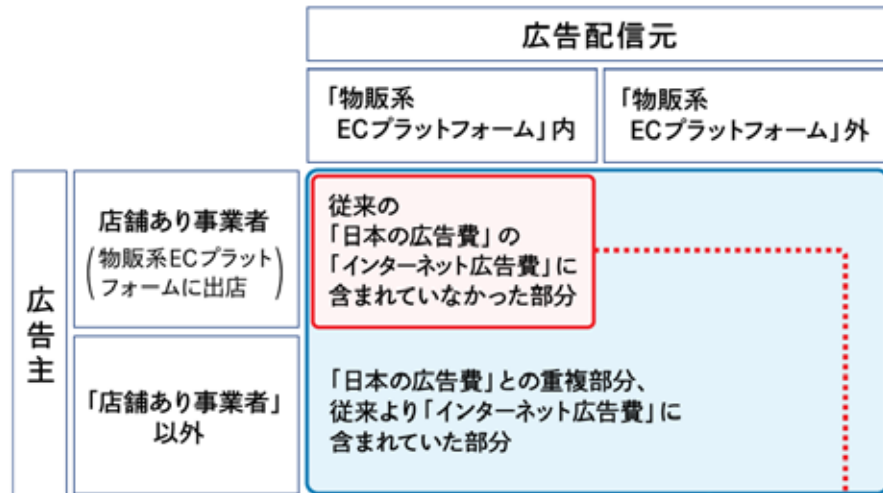 広告配信元
「物販系
ECプラットフォーム」内
「物販系
ECプラットフォーム」外
広告主
店舗あり事業者
(物販系ECプラット
フォームに出店)
従来の
「日本の広告費」の
「インターネット広告費」に
含まれていなかった部分
「店舗あり事業者」
以外
「日本の広告費」との重複部分、
従来より「インターネット広告費」に
含まれていた部分